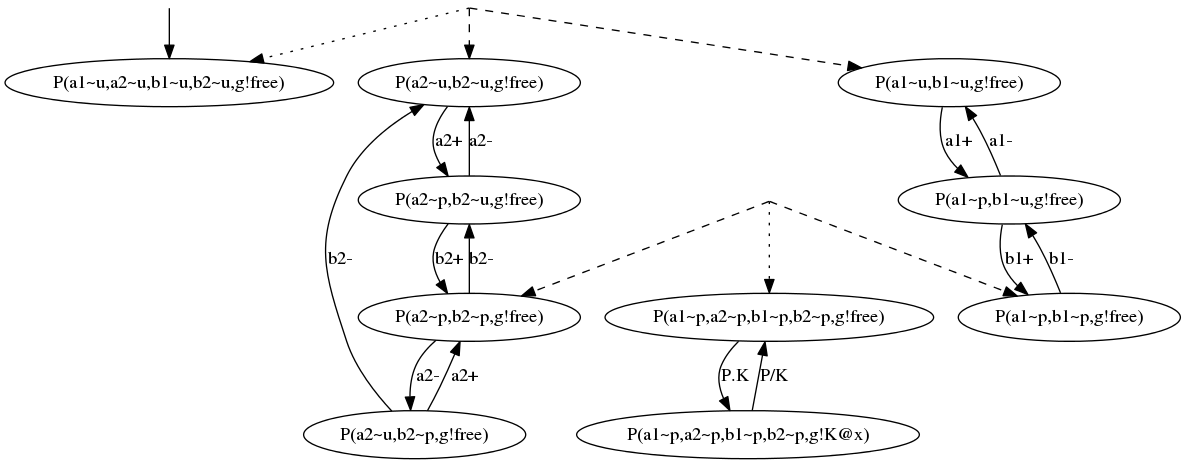 P(a1~u,a2~u,b1~u,b2~u,g!free)
P(a2~u,b2~u,g!free)
P(a1~u,b1~u,g!free)
a2+
a2-
a1+
a1-
P(a2~p,b2~u,g!free)
P(a1~p,b1~u,g!free)
b2-
b2+
b2-
b1+
b1-
P(a2~p,b2~p,g!free)
P(a1~p,a2~p,b1~p,b2~p,g!free)
P(a1~p,b1~p,g!free)
a2-
a2+
P.K
P/K
P(a2~u,b2~p,g!free)
P(a1~p,a2~p,b1~p,b2~p,g!K@x)